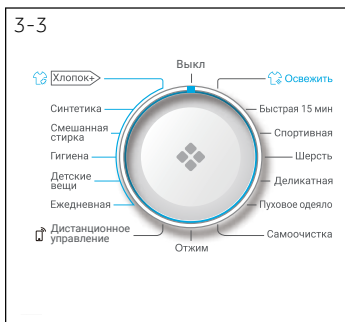 3-3
Выкл
Хлопок+
Освежить
Синтетика
Быстрая 15 мин
Смешанная
стирка
Спортивная
Гигиена
Шерсть
Детские
вещи
Деликатная
Ежедневная
Пуховое одеяло
Дистанционное
управление
Самоочистка
Отжим